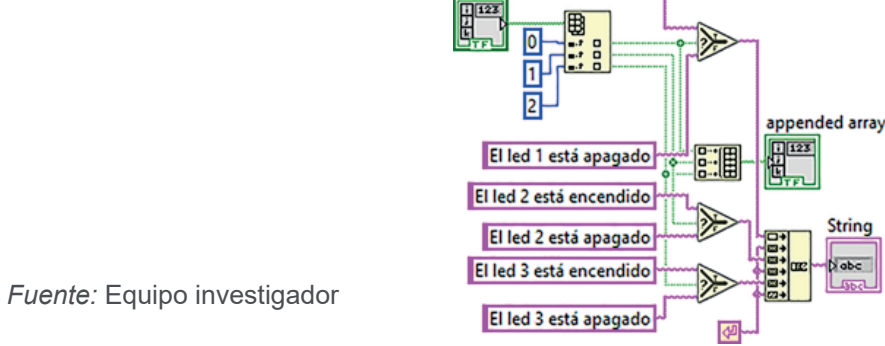 123
TF
0
1
2
appended array
123
TF
El led 1 está apagado
El led 2 está encendido
El led 2 está apagado
String
abc
abc
El led 3 está encendido
El led 3 está apagado
Fuente: Equipo investigador